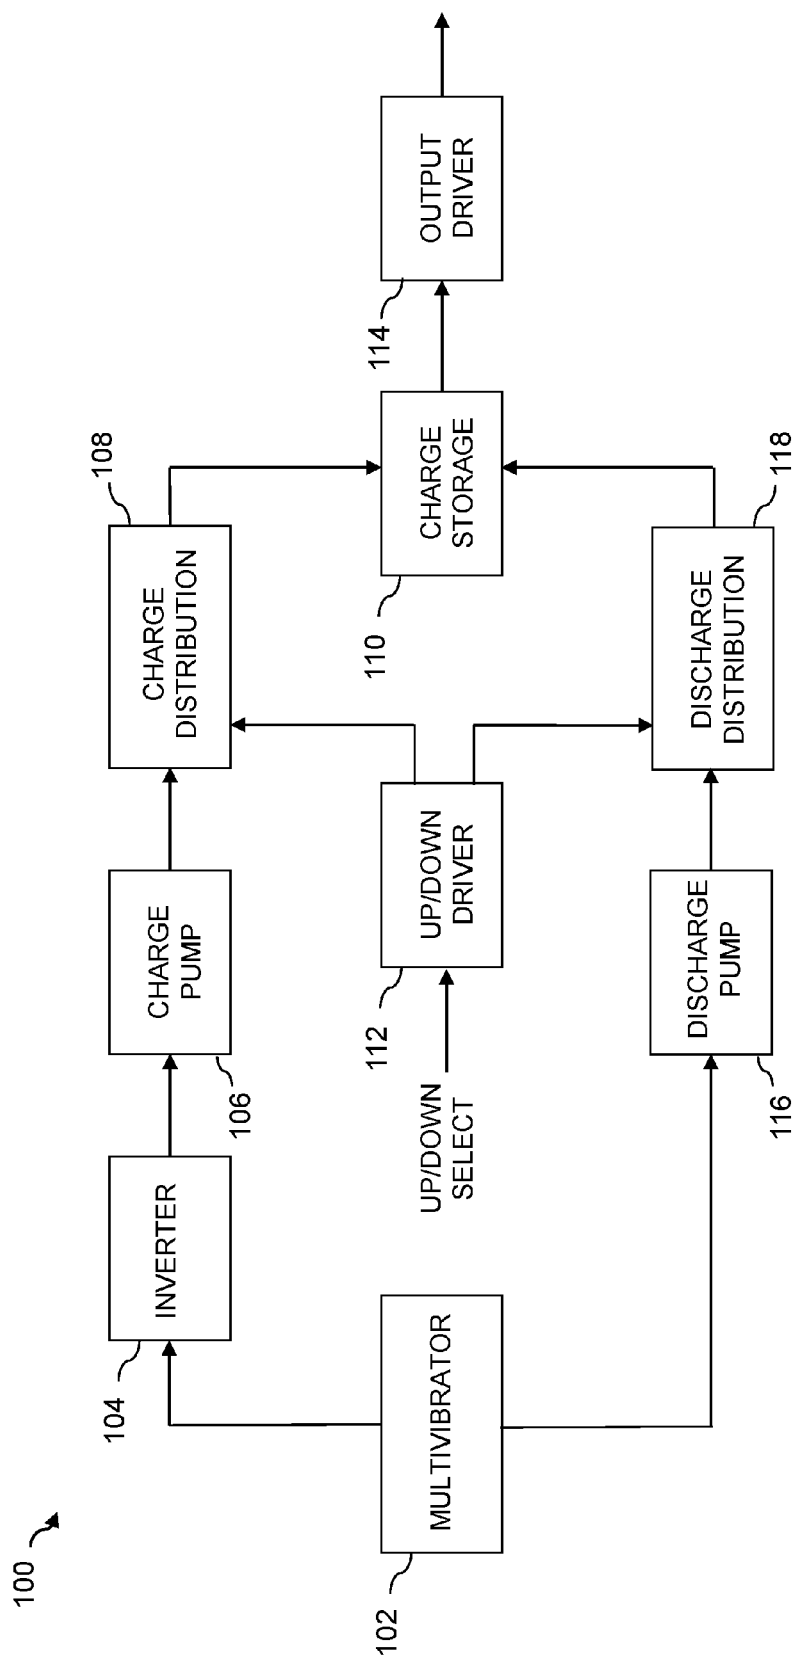 100
102
MULTIVIBRATOR
104
INVERTER
106
CHARGE
PUMP
108
CHARGE
DISTRIBUTION
UP/DOWN
SELECT
112
UP/DOWN
DRIVER
110
CHARGE
STORAGE
114
OUTPUT
DRIVER
116
DISCHARGE
PUMP
118
DISCHARGE
DISTRIBUTION